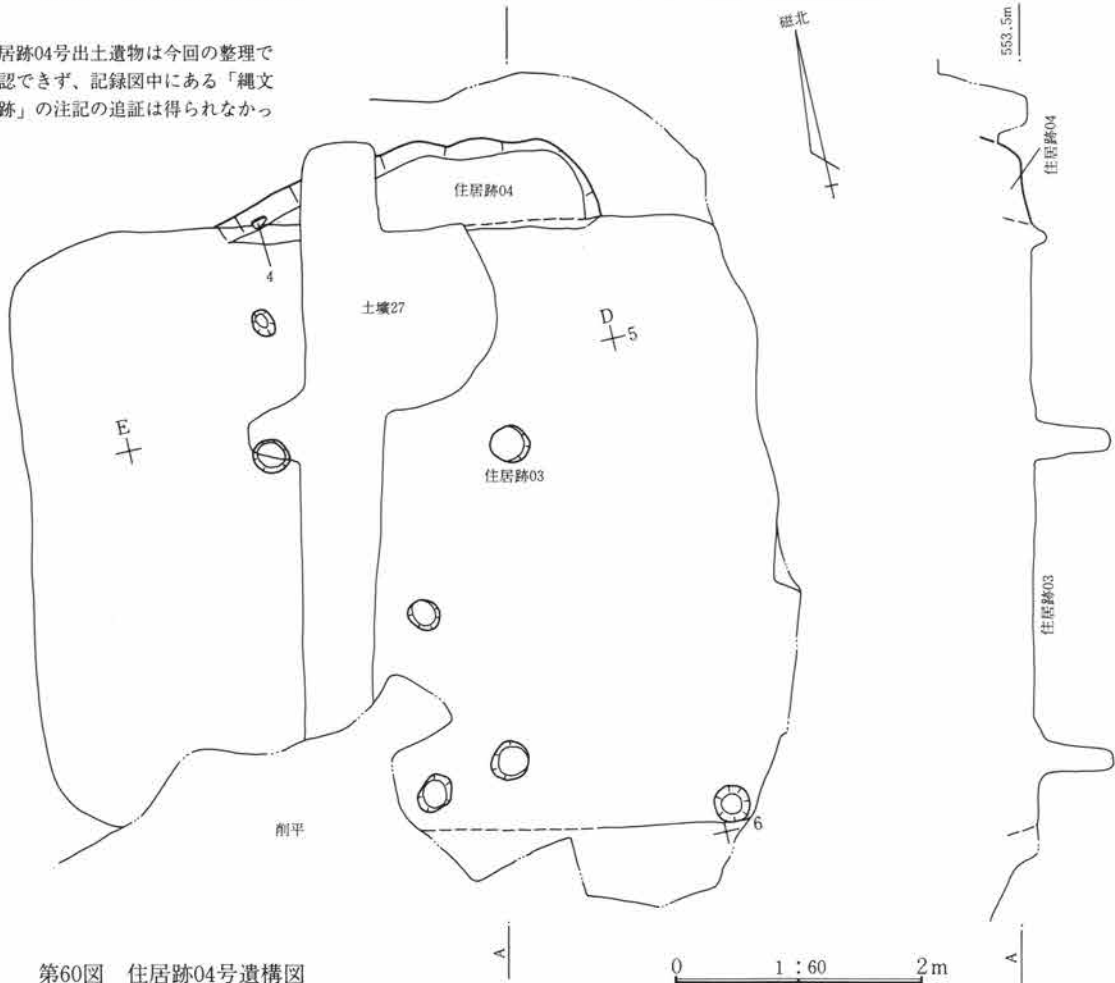 居跡04号出土遺物は今回の整理で
認できず、記録図中にある「縄文
跡」の注記の追証は得られなかっ
磁北
553.5m
住居跡04
住居跡04
4
土壙27
D
5
E
住居跡03
住居跡03
6
削平
A
A
第60図 住居跡04号遺構図
0 1:60 2m